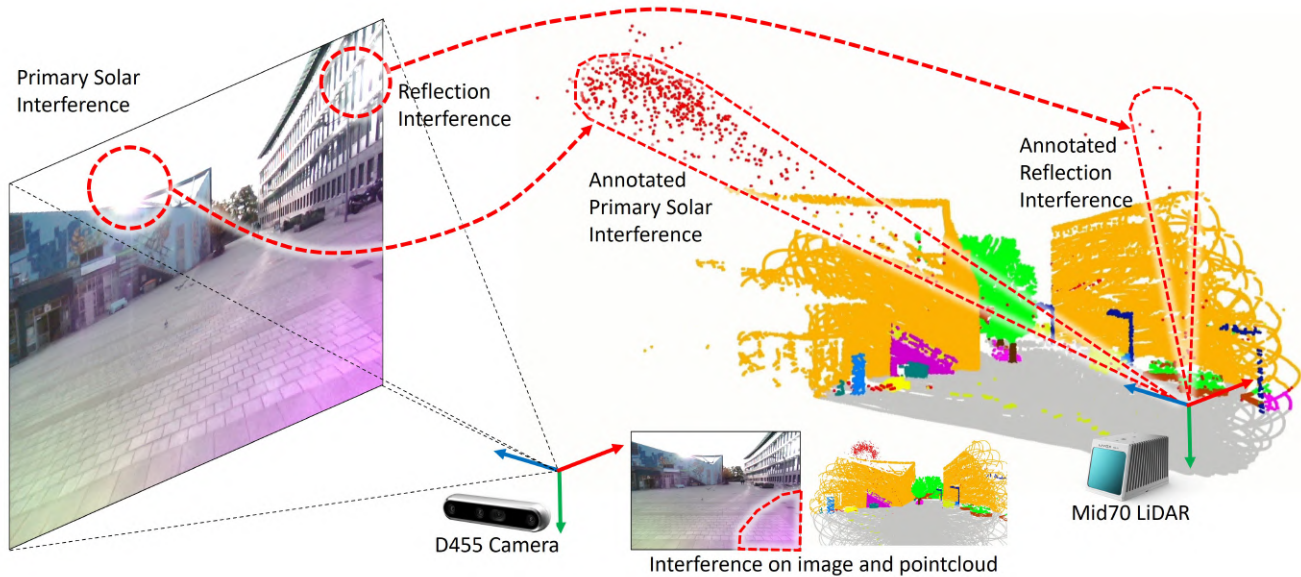 Primary Solar
Interference
Reflection
Interference
Annotated
Primary Solar
Interference
Annotated
Reflection
Interference
D455 Camera
Mid70 LiDAR
Interference on image and pointcloud